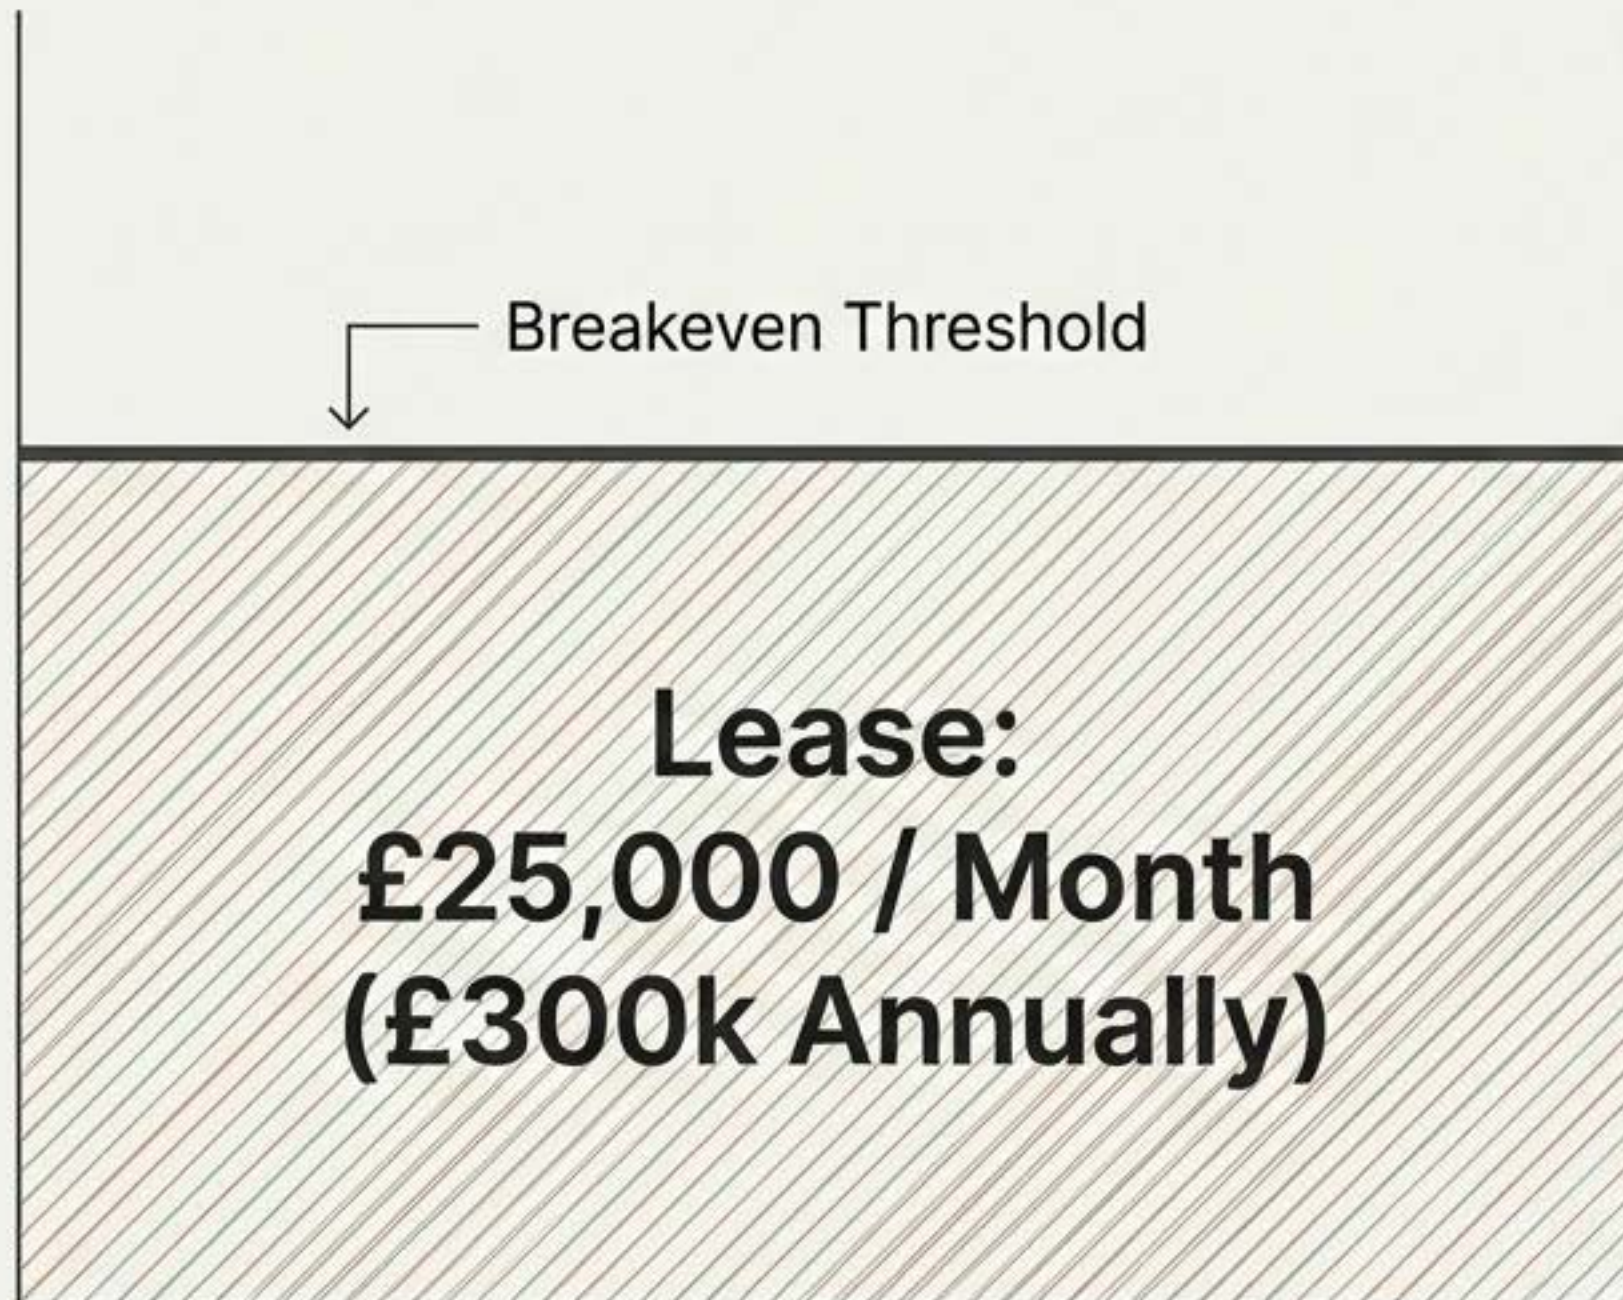 Breakeven Threshold
Lease:
£25,000 / Month
(£300k Annually)